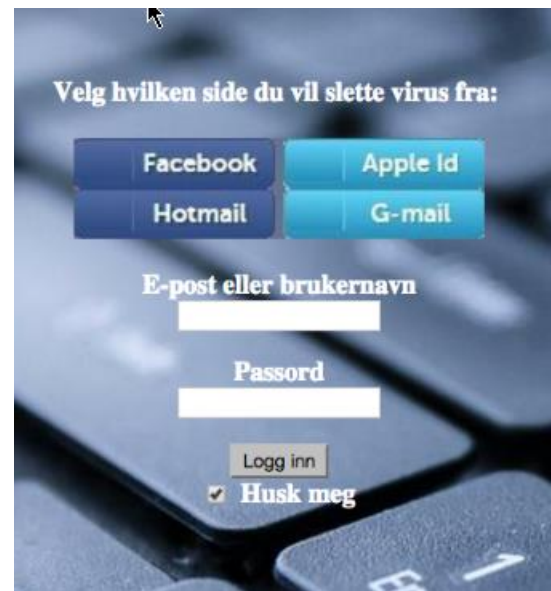 Velg hvilken side du vil slette virus fra:
Facebook Apple Id
Hotmail G-mail
E-post eller brukernavn
Passord
Logg inn
Husk meg
1